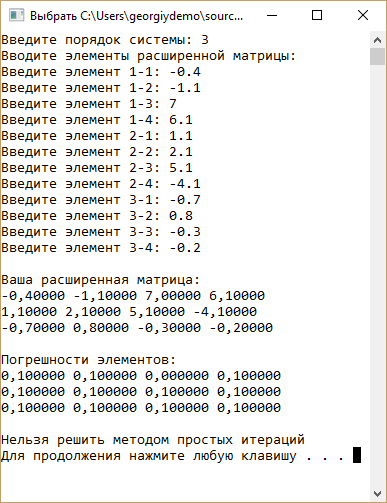 Выбрать C:\Users\georgiydemo\sourc...
Введите порядок системы: 3
Вводите элементы расширенной матрицы:
Введите элемент 1-1: -0.4
Введите элемент 1-2: -1.1
Введите элемент 1-3: 7
Введите элемент 1-4: 6.1
Введите элемент 2-1: 1.1
Введите элемент 2-2: 2.1
Введите элемент 2-3: 5.1
Введите элемент 2-4: -4.1
Введите элемент 3-1: -0.7
Введите элемент 3-2: 0.8
Введите элемент 3-3: -0.3
Введите элемент 3-4: -0.2
Ваша расширенная матрица:
-0,40000 -1,10000 7,00000 6,10000
1,10000 2,10000 5,10000 -4,10000
-0,70000 0,80000 -0,30000 -0,20000
Погрешности элементов:
0,100000 0,100000 0,000000 0,100000
0,100000 0,100000 0,100000 0,100000
0,100000 0,100000 0,100000 0,100000
Нельзя решить методом простых итераций
Для продолжения нажмите любую клавишу . . .